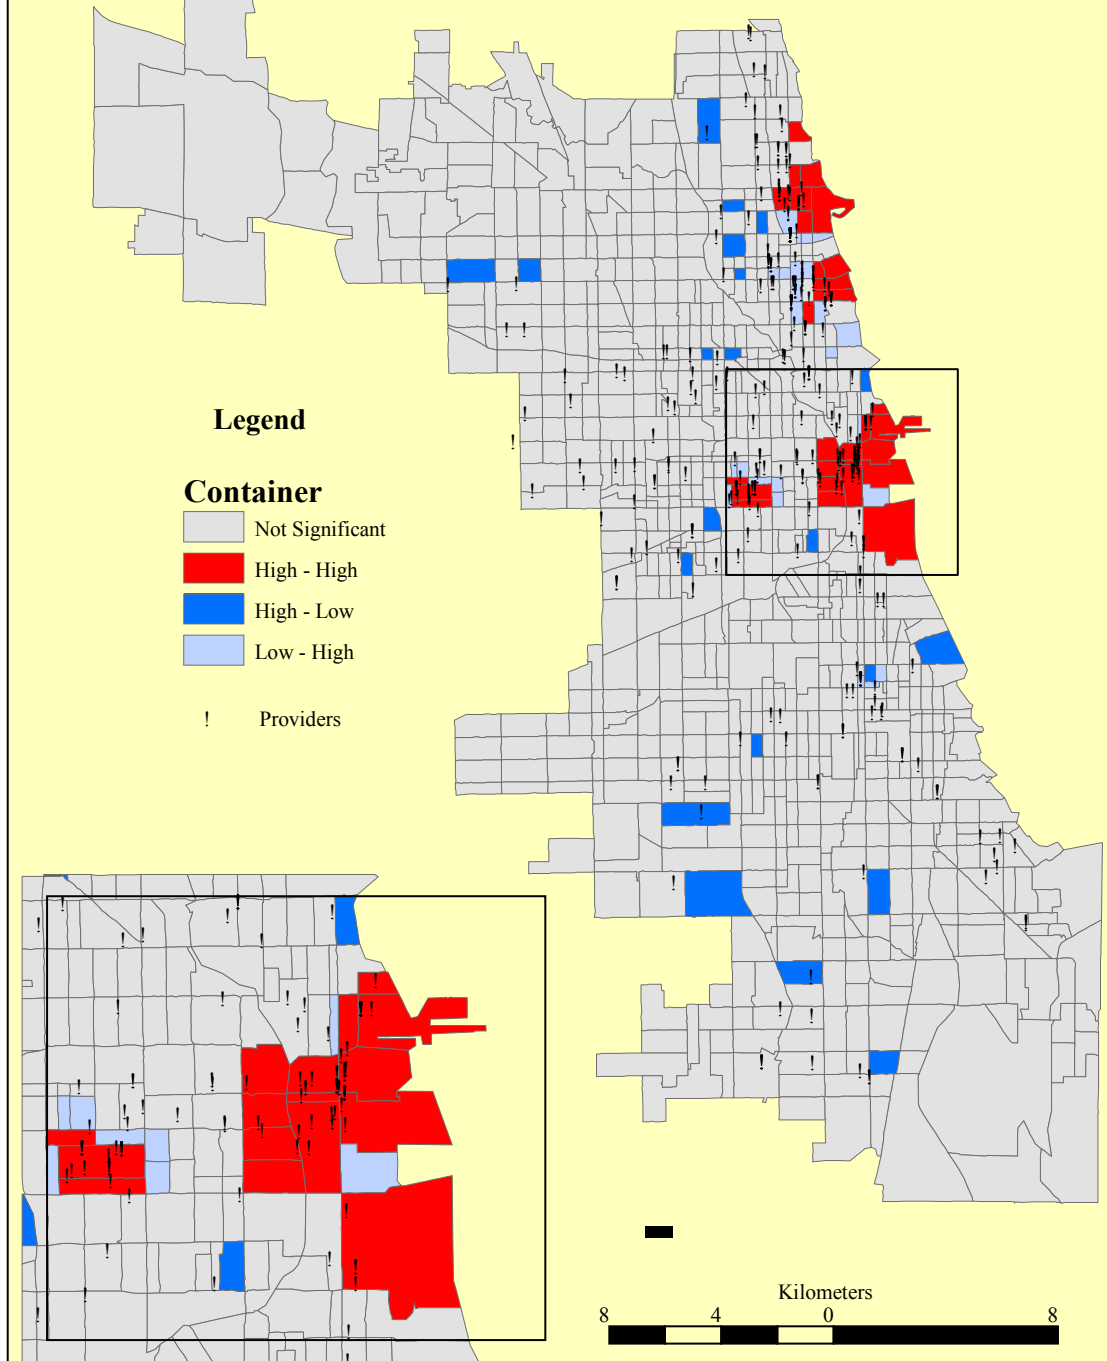 Legend
Container
Not Significant
High - High
High - Low
Low - High
! Providers
Kilometers
8 4 0 8